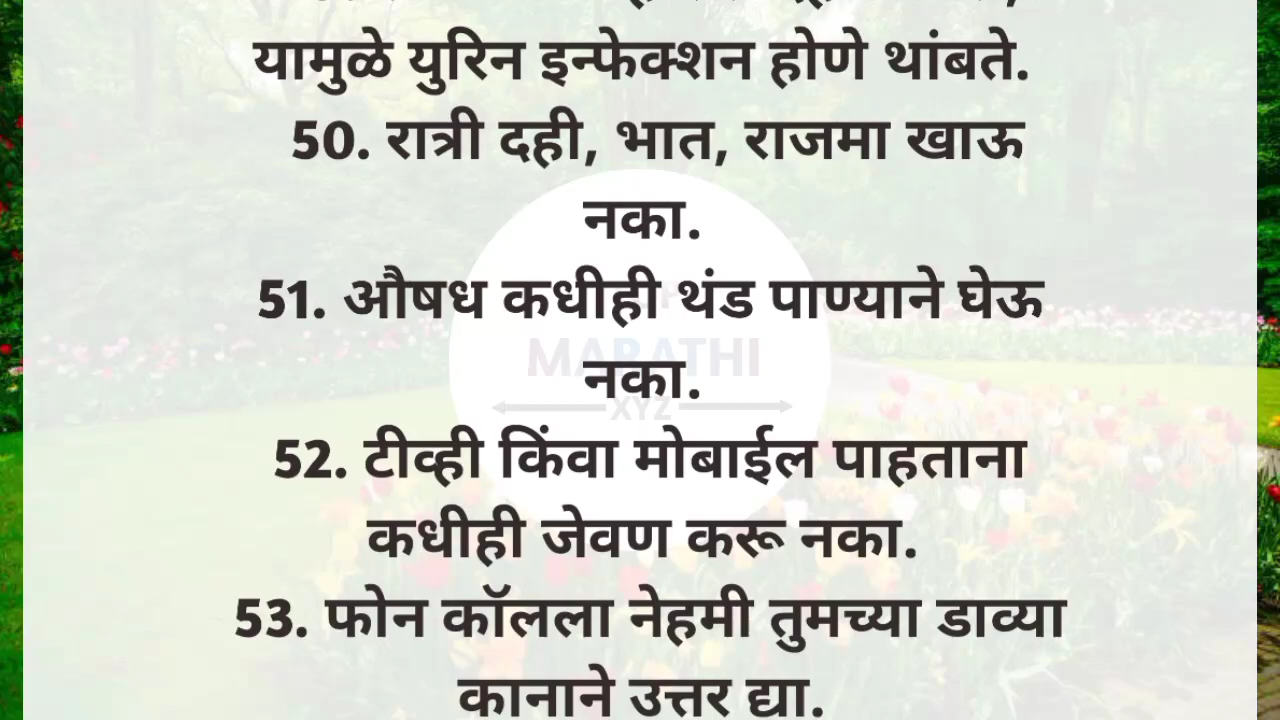 यामुळे युरिन इन्फेक्शन होणे थांबते.
50. रात्री दही, भात, राजमा खाऊ
नका.
51. औषध कधीही थंड पाण्याने घेऊ
MARATHI
नका.
XYZ
52. टीव्ही किंवा मोबाईल पाहताना
कधीही जेवण करू नका.
53. फोन कॉलला नेहमी तुमच्या डाव्या
कानाने उत्तर द्या.